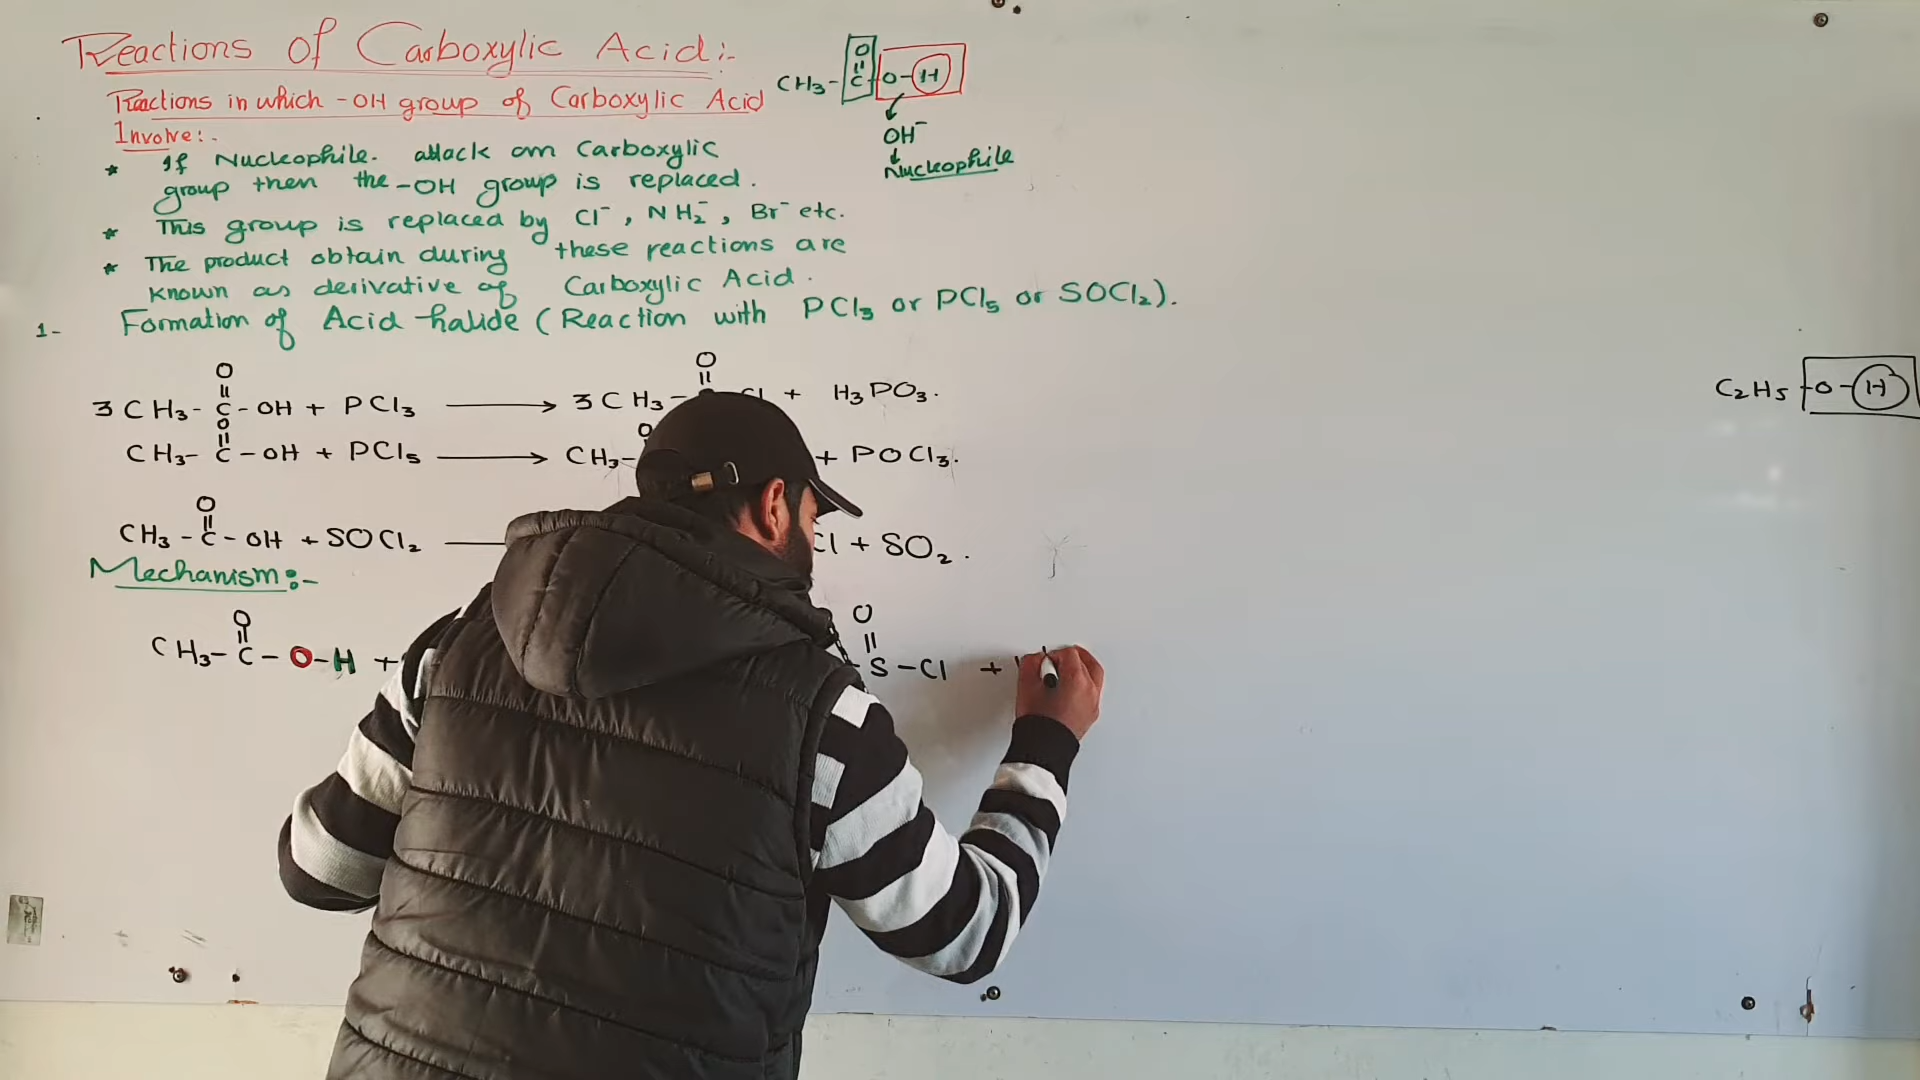 Reactions of Carboxylic Acid:-
Reactions in which -OH group of Carboxylic Acid
Involve:-
* If Nucleophile. attack om Carboxylic
group then the -OH group is replaced.
* This group is replaced by Cl⁻, NH₂⁻, Br⁻ etc.
* The product obtain during these reactions are
known as derivative of Carboxylic Acid.
O
CH₃-C-O-H
OH⁻
Nucleophile
1- Formation of Acid halide (Reaction with PCl₃ or PCl₅ or SOCl₂).
O O
3CH₃-C-OH + PCl₃ → 3CH₃- Cl + H₃PO₃.
O O
CH₃-C-OH + PCl₅ → CH₃- + POCl₃.
O
CH₃-C-OH + SOCl₂ Cl + SO₂.
Mechanism:-
O O
CH₃-C-O-H + -S-Cl +
C₂H₅-O-H